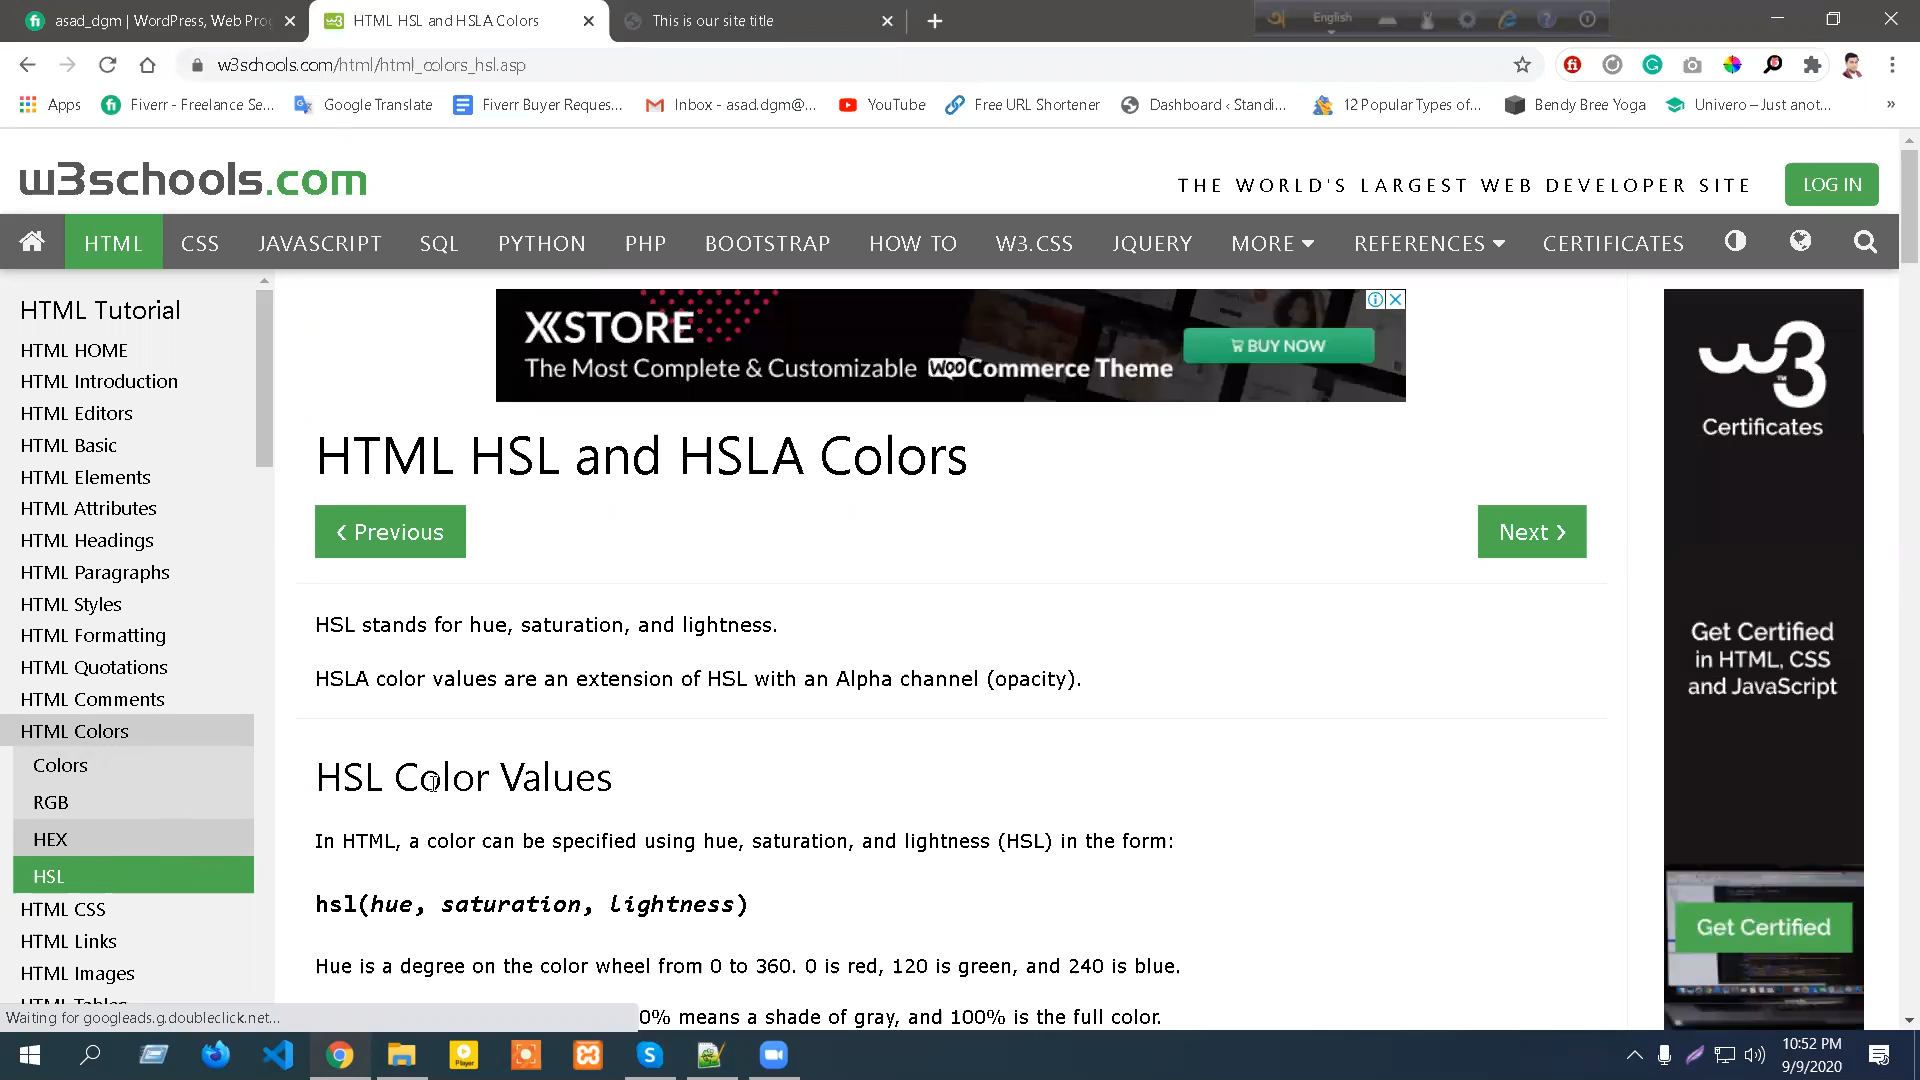 asad_dgm | WordPress, Web Pro
HTML HSL and HSLA Colors
This is our site title
English
w3schools.com/html/html_colors_hsl.asp
Apps
Fiverr - Freelance Se...
Google Translate
Fiverr Buyer Reques...
Inbox - asad.dgm@...
YouTube
Free URL Shortener
Dashboard ‹ Standi...
12 Popular Types of...
Bendy Bree Yoga
Univero – Just anot...
»
w3schools.com
THE WORLD'S LARGEST WEB DEVELOPER SITE
LOG IN
HTML
CSS
JAVASCRIPT
SQL
PYTHON
PHP
BOOTSTRAP
HOW TO
W3.CSS
JQUERY
MORE
REFERENCES
CERTIFICATES
HTML Tutorial
HTML HOME
HTML Introduction
HTML Editors
HTML Basic
HTML Elements
HTML Attributes
HTML Headings
HTML Paragraphs
HTML Styles
HTML Formatting
HTML Quotations
HTML Comments
HTML Colors
Colors
RGB
HEX
HSL
HTML CSS
HTML Links
HTML Images
HTML Tables
XSTORE
The Most Complete & Customizable WooCommerce Theme
BUY NOW
HTML HSL and HSLA Colors
❮ Previous
Next ❯
HSL stands for hue, saturation, and lightness.
HSLA color values are an extension of HSL with an Alpha channel (opacity).
HSL Color Values
In HTML, a color can be specified using hue, saturation, and lightness (HSL) in the form:
hsl(hue, saturation, lightness)
Hue is a degree on the color wheel from 0 to 360. 0 is red, 120 is green, and 240 is blue.
0% means a shade of gray, and 100% is the full color.
w3
Certificates
Get Certified
in HTML, CSS
and JavaScript
Get Certified
Waiting for googleads.g.doubleclick.net...
Player
10:52 PM
9/9/2020